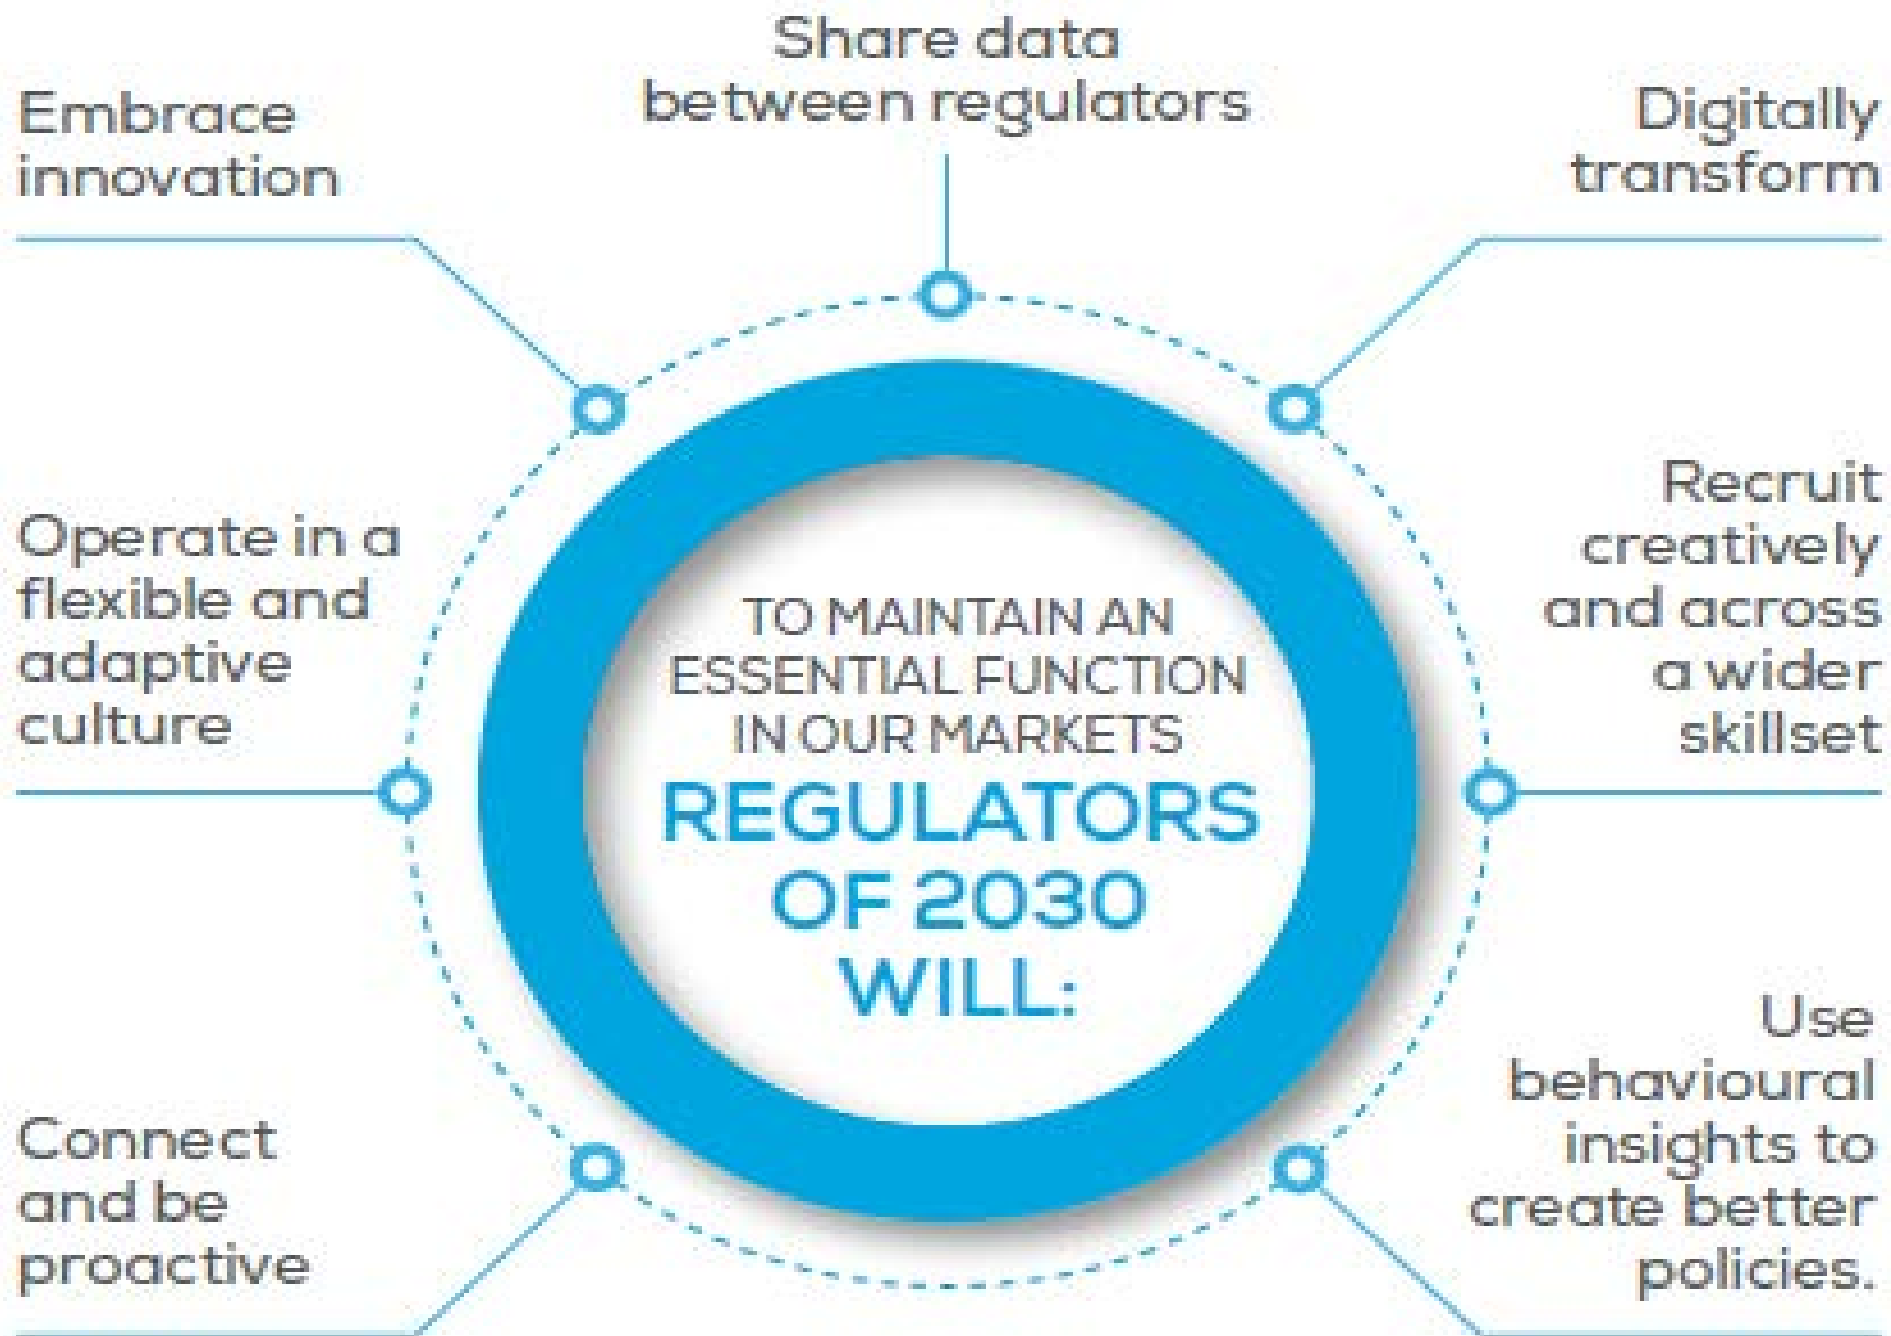 Share data
between regulators
Embrace
innovation
Digitally
transform
Operate in a
flexible and
adaptive
culture
Recruit
creatively
and across
a wider
skillset
TO MAINTAIN AN
ESSENTIAL FUNCTION
IN OUR MARKETS
REGULATORS
OF 2030
WILL:
Connect
and be
proactive
Use
behavioural
insights to
create better
policies.